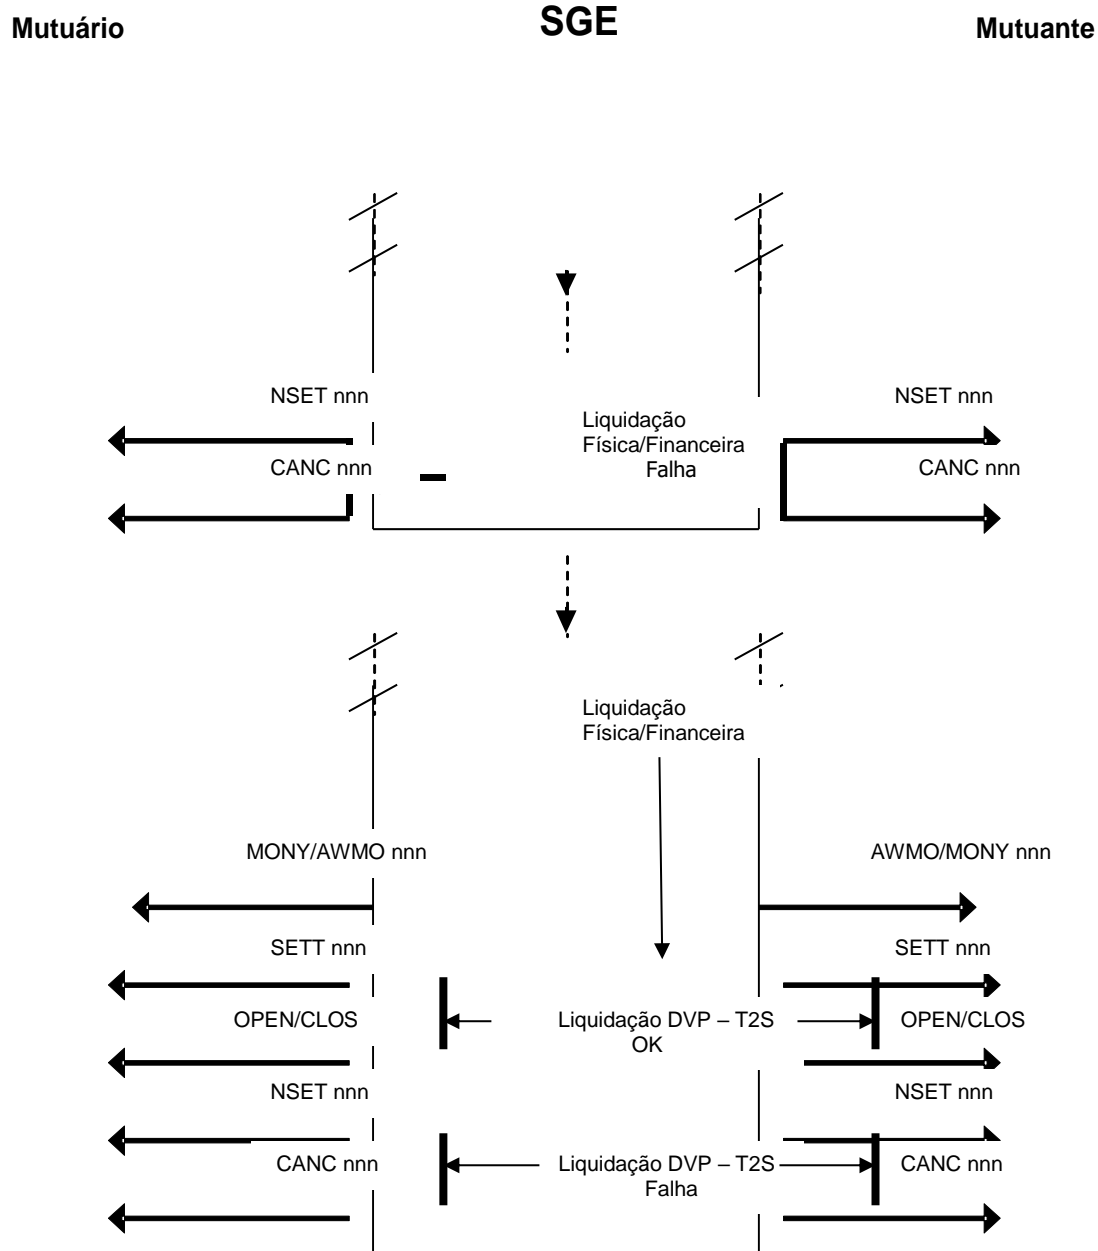 Mutuário
SGE
Mutuante
NSET nnn
NSET nnn
Liquidação
Física/Financeira
Falha
CANC nnn
CANC nnn
Liquidação
Física/Financeira
MONY/AWMO nnn
AWMO/MONY nnn
SETT nnn
SETT nnn
OPEN/CLOS
Liquidação DVP – T2S
OK
OPEN/CLOS
NSET nnn
NSET nnn
CANC nnn
Liquidação DVP – T2S
Falha
CANC nnn